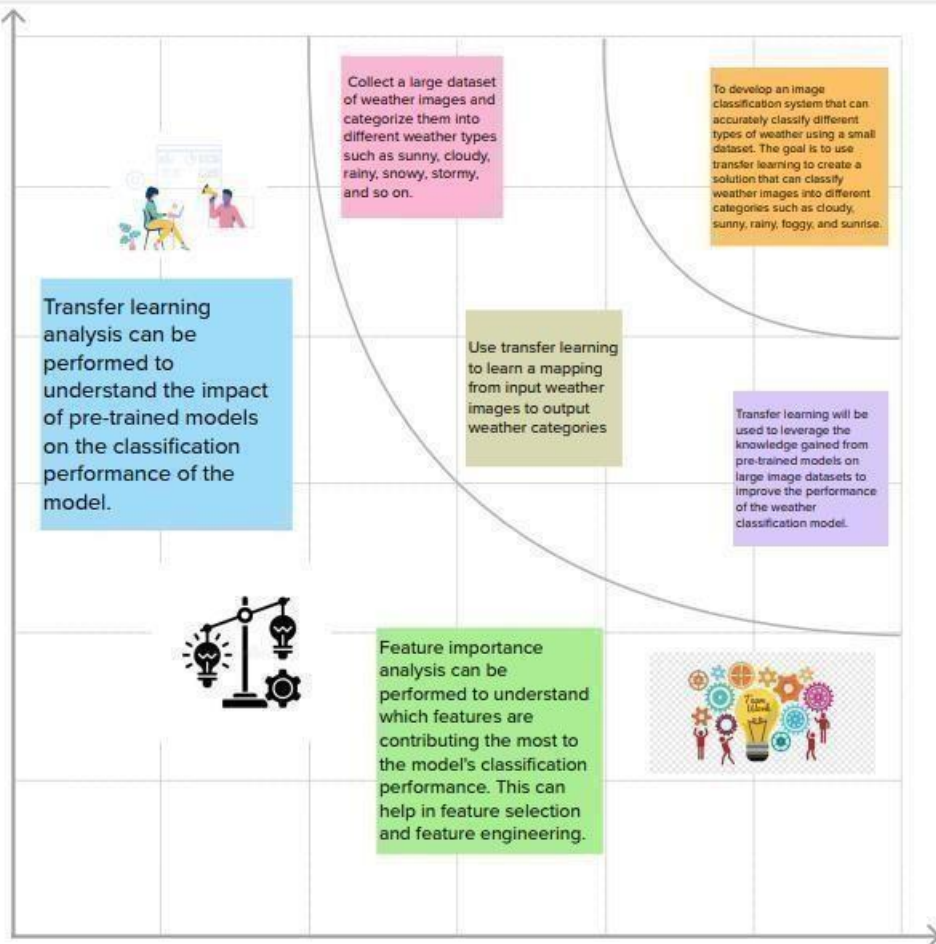 Collect a large dataset
of weather images and
categorize them into
different weather types
such as sunny, cloudy,
rainy, snowy, stormy,
and so on.
To develop an image
classification system that can
accurately classify different
types of weather using a small
dataset. The goal is to use
transfer learning to create a
solution that can classify
weather images into different
categories such as cloudy,
sunny, rainy, foggy, and sunrise.
Transfer learning
analysis can be
performed to
understand the impact
of pre-trained models
on the classification
performance of the
model.
Use transfer learning
to learn a mapping
from input weather
images to output
weather categories
Transfer learning will be
used to leverage the
knowledge gained from
pre-trained models on
large image datasets to
improve the performance
of the weather
classification model.
Feature importance
analysis can be
performed to understand
which features are
contributing the most to
the model's classification
performance. This can
help in feature selection
and feature engineering.
Team
Work